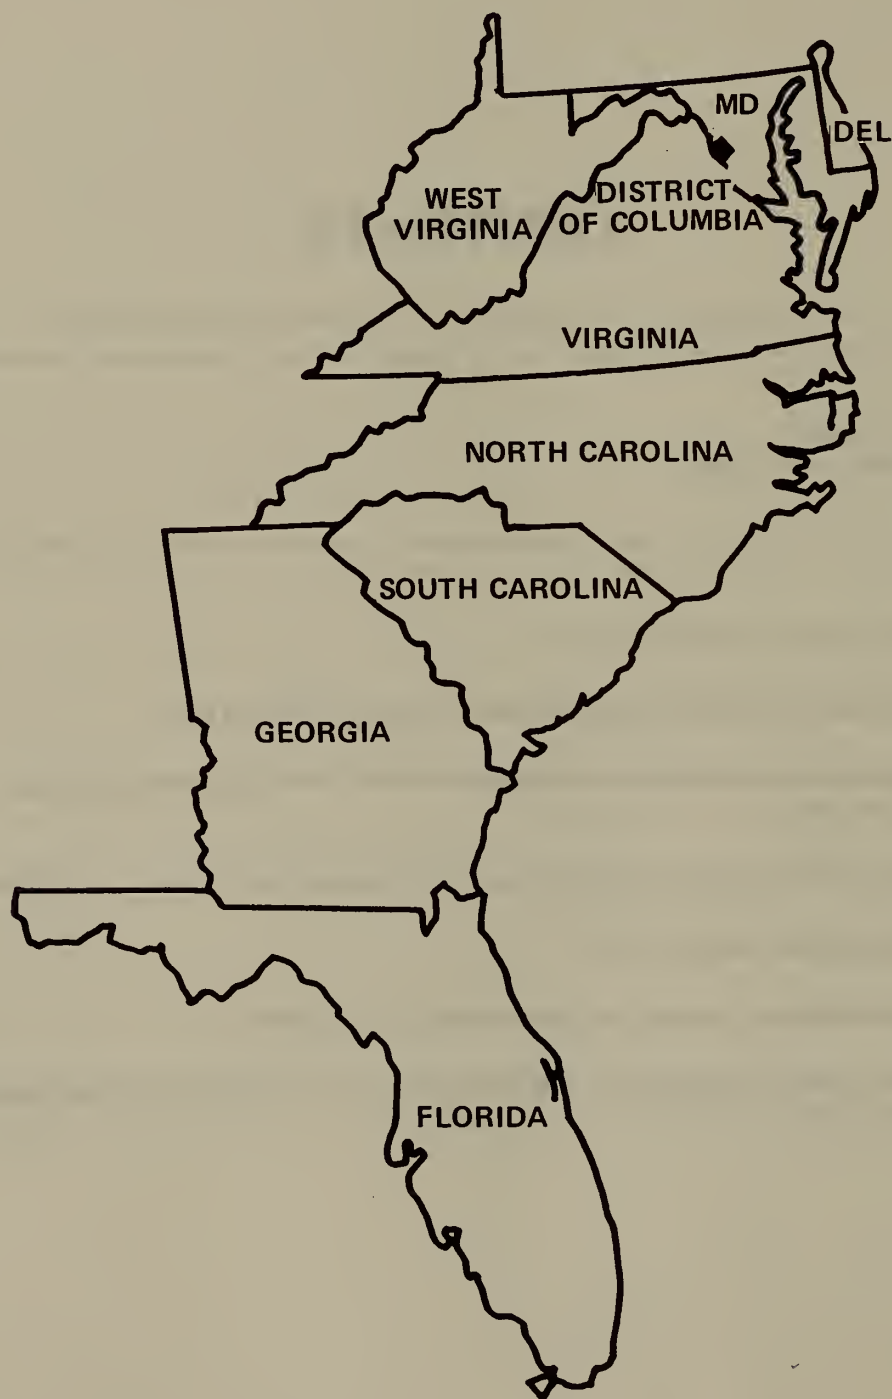 MD
DEL
WEST
VIRGINIA
DISTRICT
OF COLUMBIA
VIRGINIA
NORTH CAROLINA
SOUTH CAROLINA
GEORGIA
FLORIDA